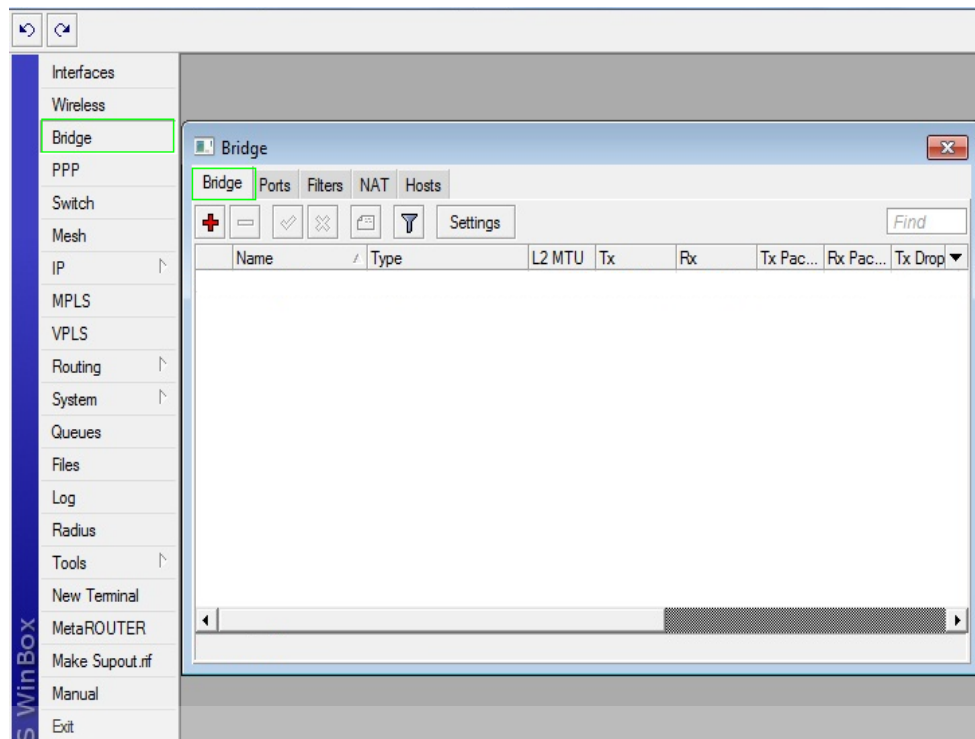 Interfaces
Wireless
Bridge
PPP
Switch
Mesh
IP
MPLS
VPLS
Routing
System
Queues
Files
Log
Radius
Tools
New Terminal
MetaROUTER
Make Supout.rif
Manual
Exit
S WinBox
Bridge
Bridge Ports Filters NAT Hosts
Settings Find
Name Type L2 MTU Tx Rx Tx Pac... Rx Pac... Tx Drop